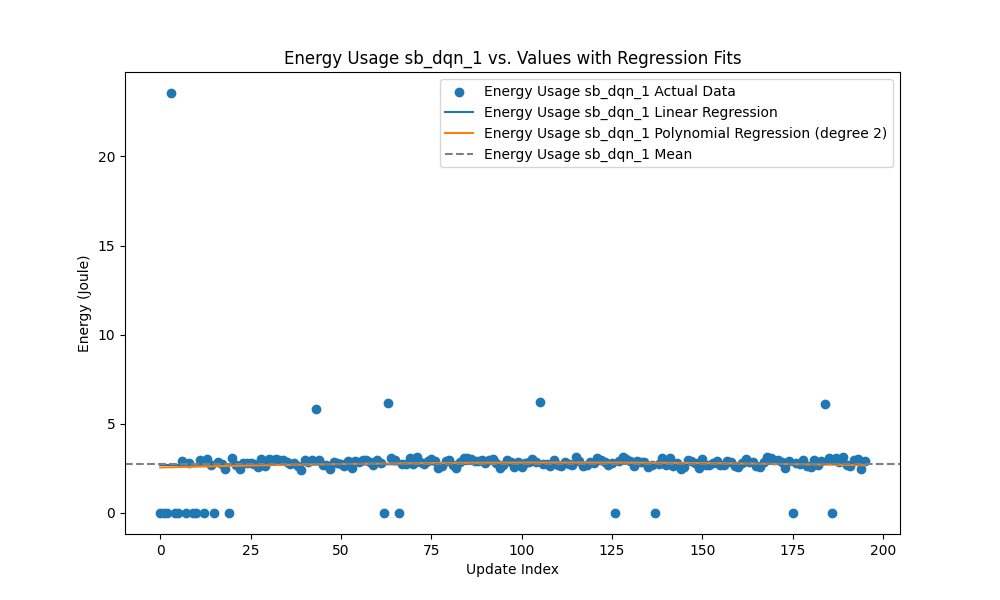 Energy Usage sb_dqn_1 vs. Values with Regression Fits
Energy Usage sb_dqn_1 Actual Data
Energy Usage sb_dqn_1 Linear Regression
Energy Usage sb_dqn_1 Polynomial Regression (degree 2)
Energy Usage sb_dqn_1 Mean
Energy (Joule)
20
15
10
5
0
0 25 50 75 100 125 150 175 200
Update Index